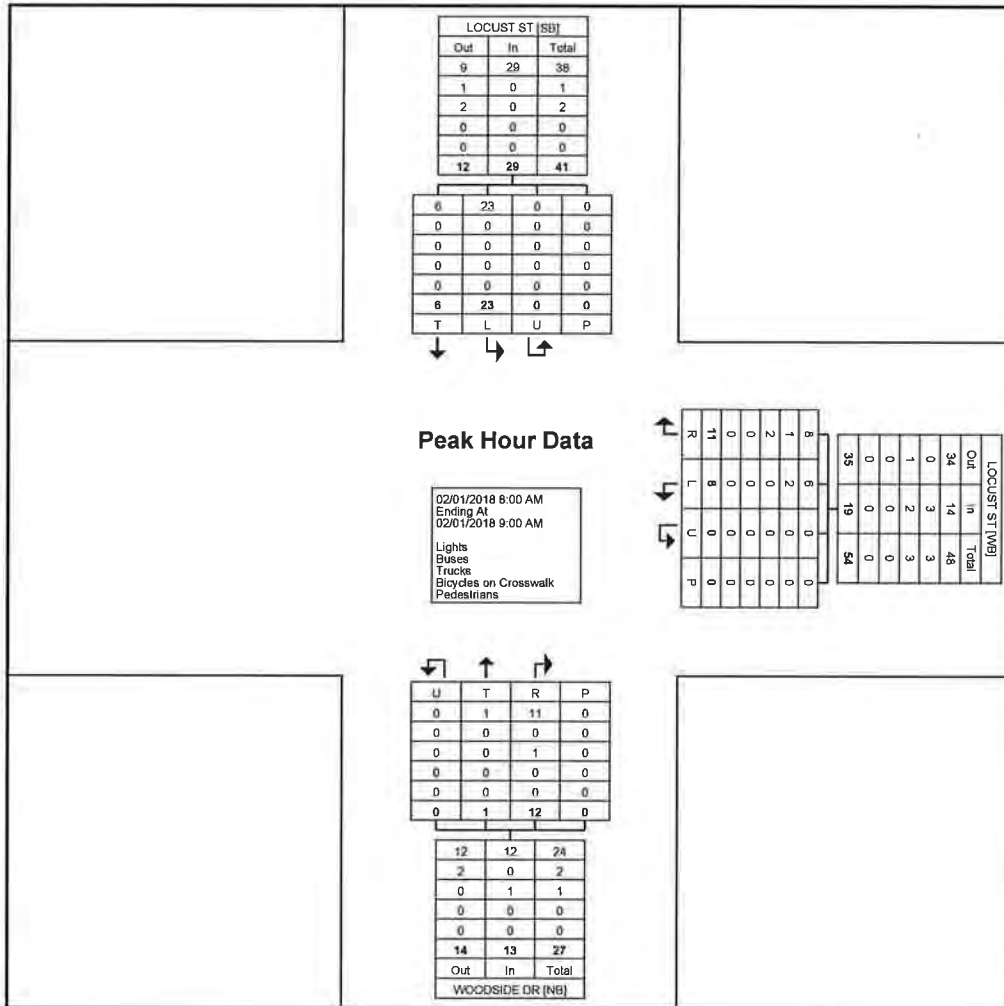 LOCUST ST [SB]
Out In Total
9 29 38
1 0 1
2 0 2
0 0 0
0 0 0
12 29 41
6 23 0 0
0 0 0 0
0 0 0 0
0 0 0 0
0 0 0 0
6 23 0 0
T L U P
Peak Hour Data
02/01/2018 8:00 AM
Ending At
02/01/2018 9:00 AM
Lights
Buses
Trucks
Bicycles on Crosswalk
Pedestrians
LOCUST ST [WB]
Out In Total
34 14 48
0 3 3
1 2 3
0 0 0
0 0 0
35 19 54
8 6 0 0
1 2 0 0
2 0 0 0
0 0 0 0
0 0 0 0
11 8 0 0
R L U P
U T R P
0 1 11 0
0 0 0 0
0 0 1 0
0 0 0 0
0 0 0 0
0 1 12 0
12 12 24
2 0 2
0 1 1
0 0 0
0 0 0
14 13 27
Out In Total
WOODSIDE DR [NB]